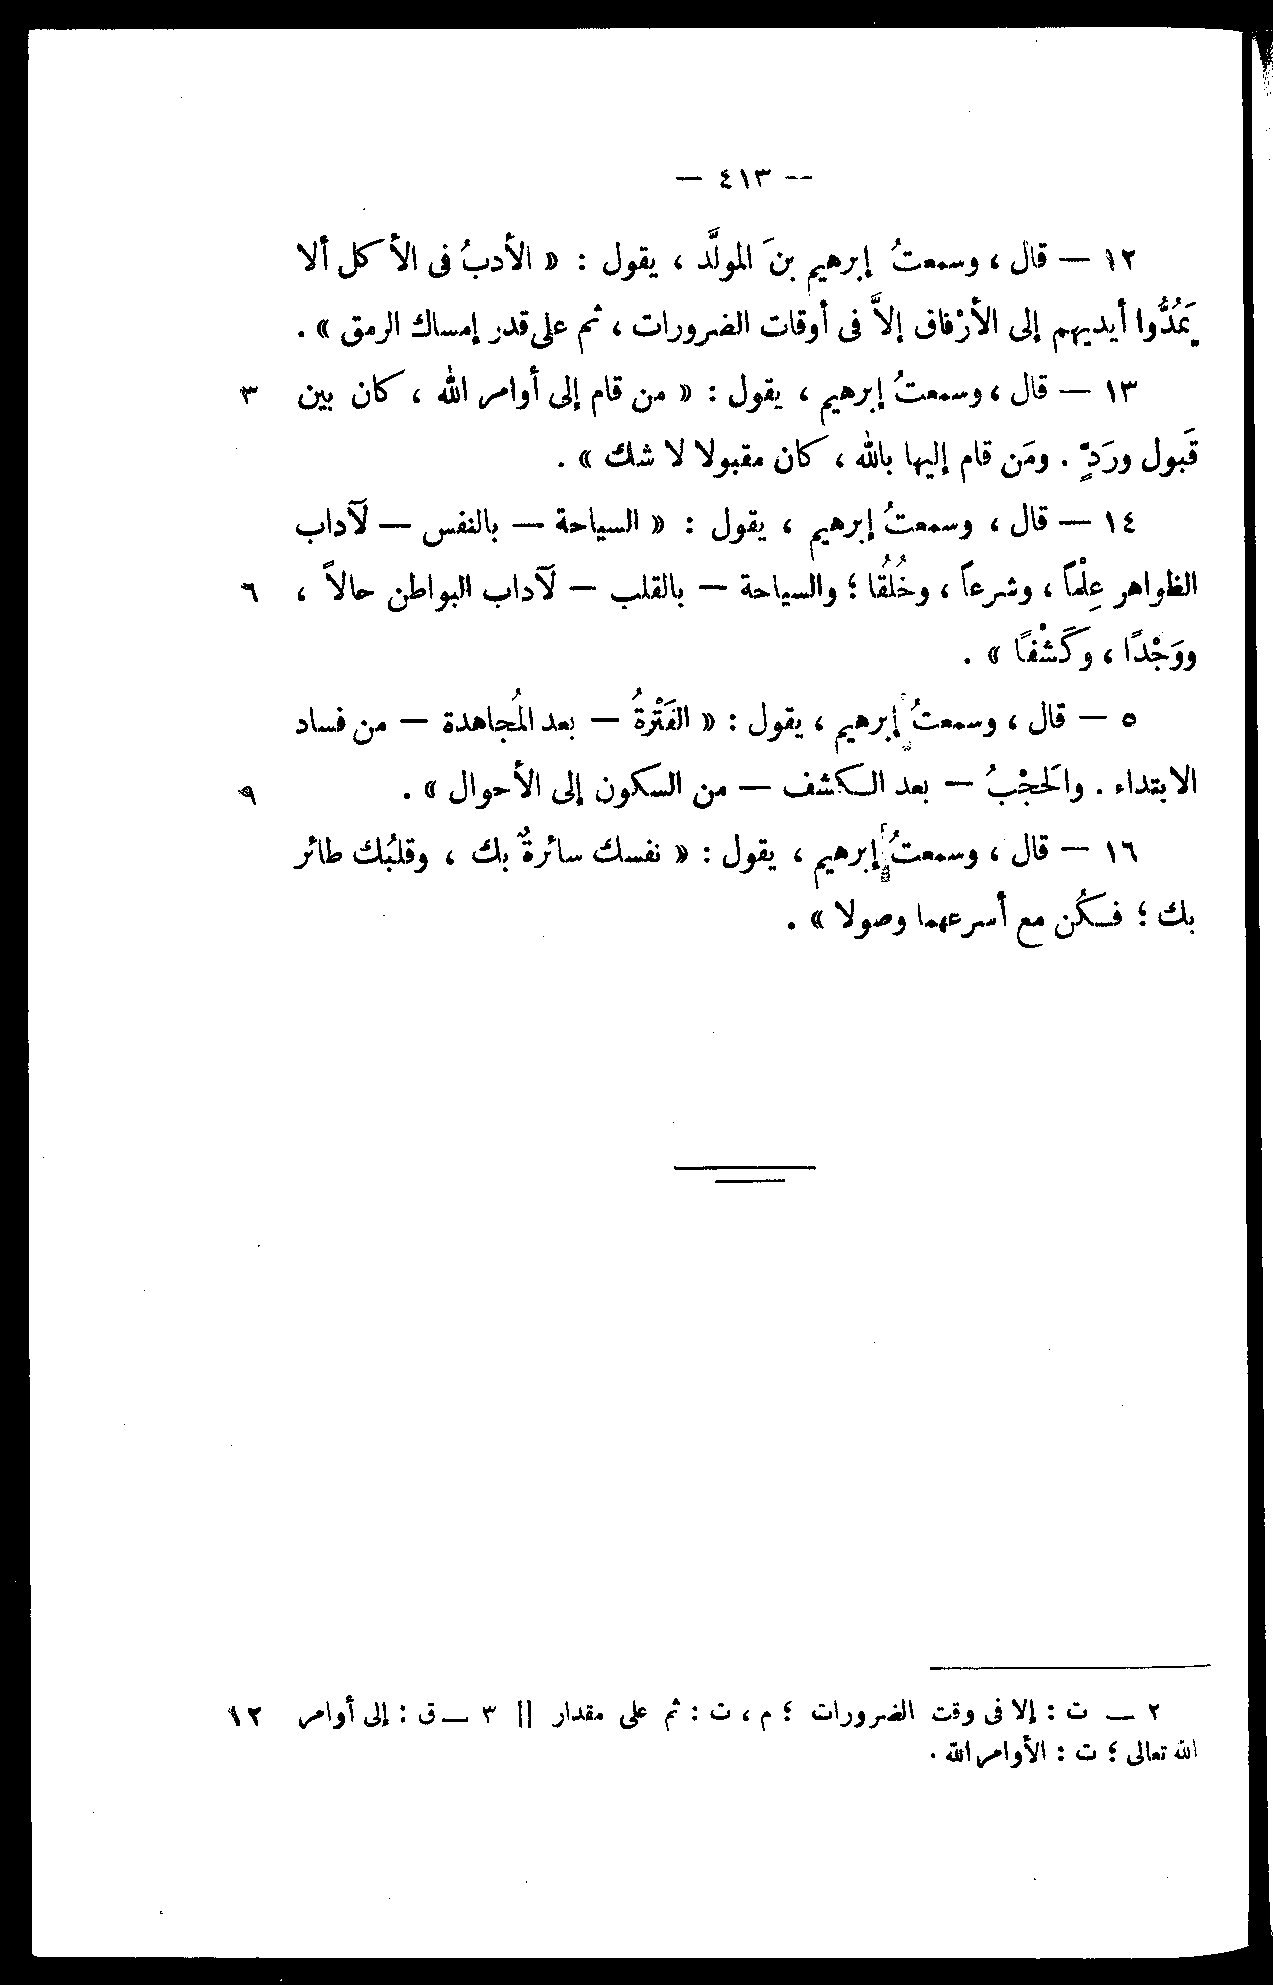 — ٤١٣ —
١٢ — قال ، وسمعتُ إبرهيم بنَ المولَّد ، يقول : « الأدبُ فى الأكل ألا
يَمُدُّوا أيديهم إلى الأرْفاق إلاَّ فى أوقات الضرورات ، ثم على قدر إمساك الرمق » .
١٣ — قال ، وسمعتُ إبرهيم ، يقول : « من قام إلى أوامر الله ، كان بين ٣
قَبول ورَدٍّ . ومَن قام إليها بالله ، كان مقبولا لا شك » .
١٤ — قال ، وسمعتُ إبرهيم ، يقول : « السياحة — بالنفس — لآداب
الظواهر عِلْماً ، وشرعاً ، وخُلُقا ؛ والسياحة — بالقلب — لآداب البواطن حالاً ، ٦
ووَجْدًا ، وكَشْفًا » .
٥ — قال ، وسمعتُ إبرهيم ، يقول : « الفَتْرةُ — بعد المُجاهدة — من فساد
الابتداء . والَحجْبُ — بعد الكشف — من السكون إلى الأحوال » . ٩
١٦ — قال ، وسمعتُ إبرهيم ، يقول : « نفسك سائرةٌ بك ، وقلبُك طائر
بك ؛ فكُن مع أسرعهما وصولا » .
٢ — ت : إلا فى وقت الضرورات ؛ م ، ت : ثم على مقدار || ٣ — ق : إلى أوامر ١٢
الله تعالى ؛ ت : الأوامر الله .